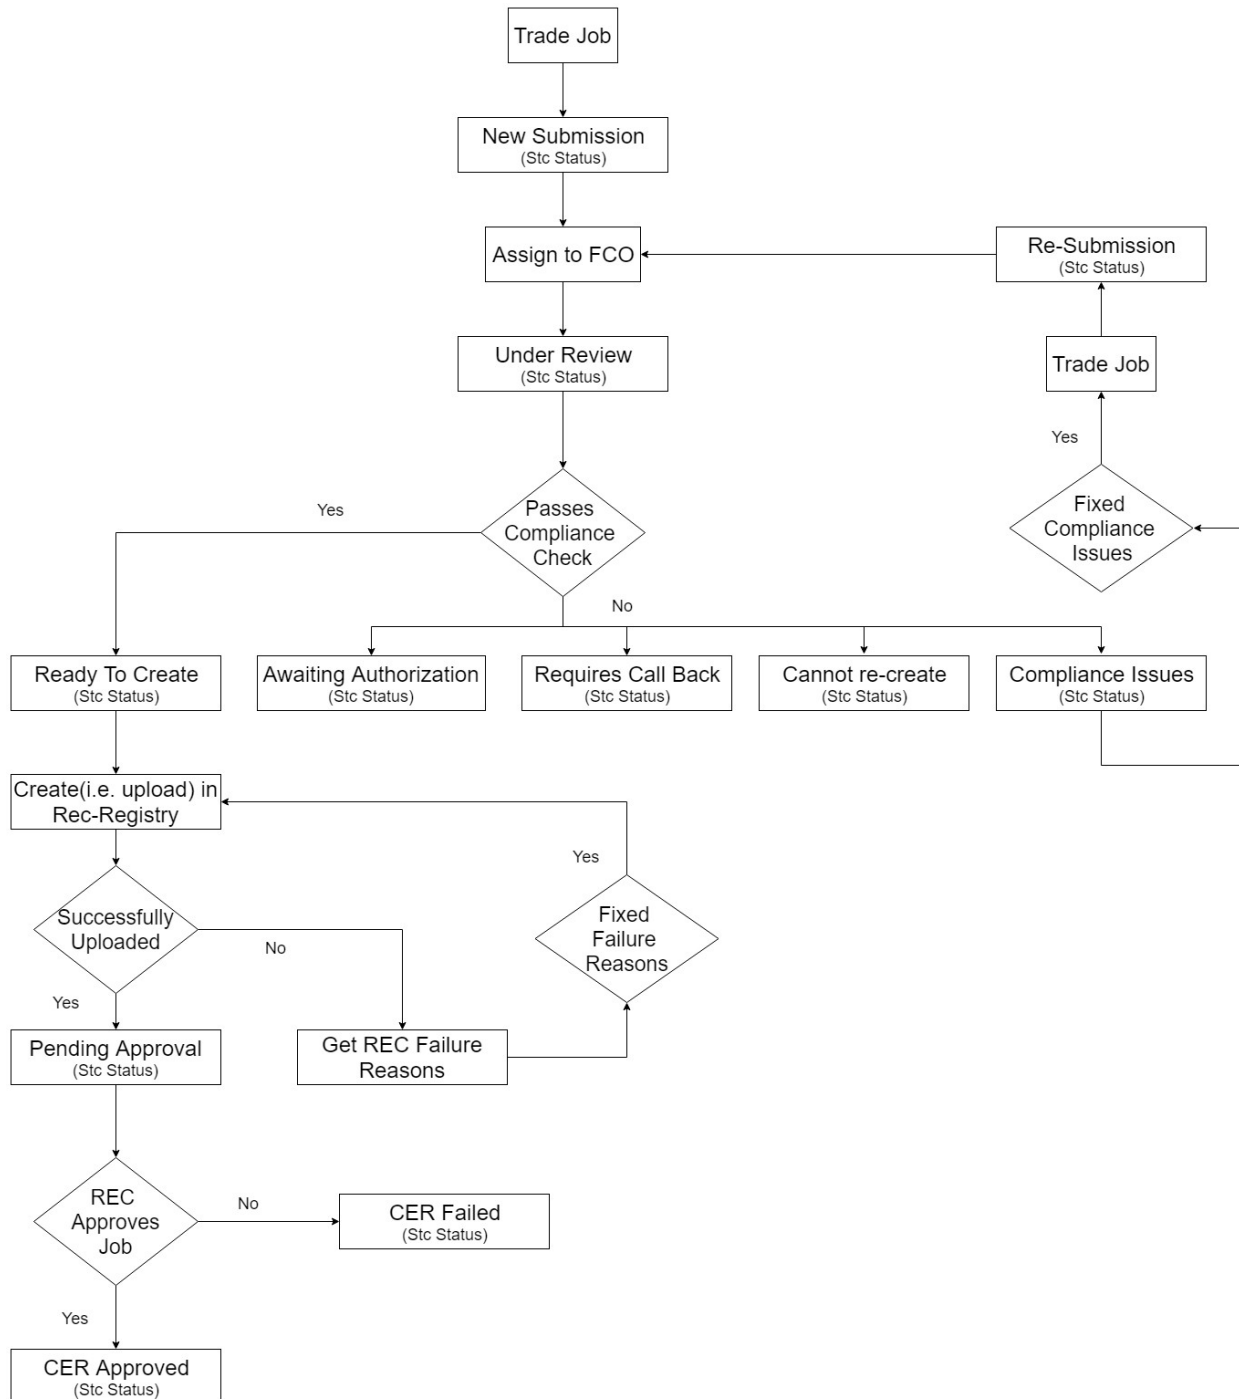 Trade Job
New Submission
(Stc Status)
Assign to FCO
Re-Submission
(Stc Status)
Under Review
(Stc Status)
Trade Job
Yes
Passes
Compliance
Check
Yes
Fixed
Compliance
Issues
No
Ready To Create
(Stc Status)
Awaiting Authorization
(Stc Status)
Requires Call Back
(Stc Status)
Cannot re-create
(Stc Status)
Compliance Issues
(Stc Status)
Create(i.e. upload) in
Rec-Registry
Yes
Successfully
Uploaded
No
Fixed
Failure
Reasons
Yes
Pending Approval
(Stc Status)
Get REC Failure
Reasons
REC
Approves
Job
No
CER Failed
(Stc Status)
Yes
CER Approved
(Stc Status)